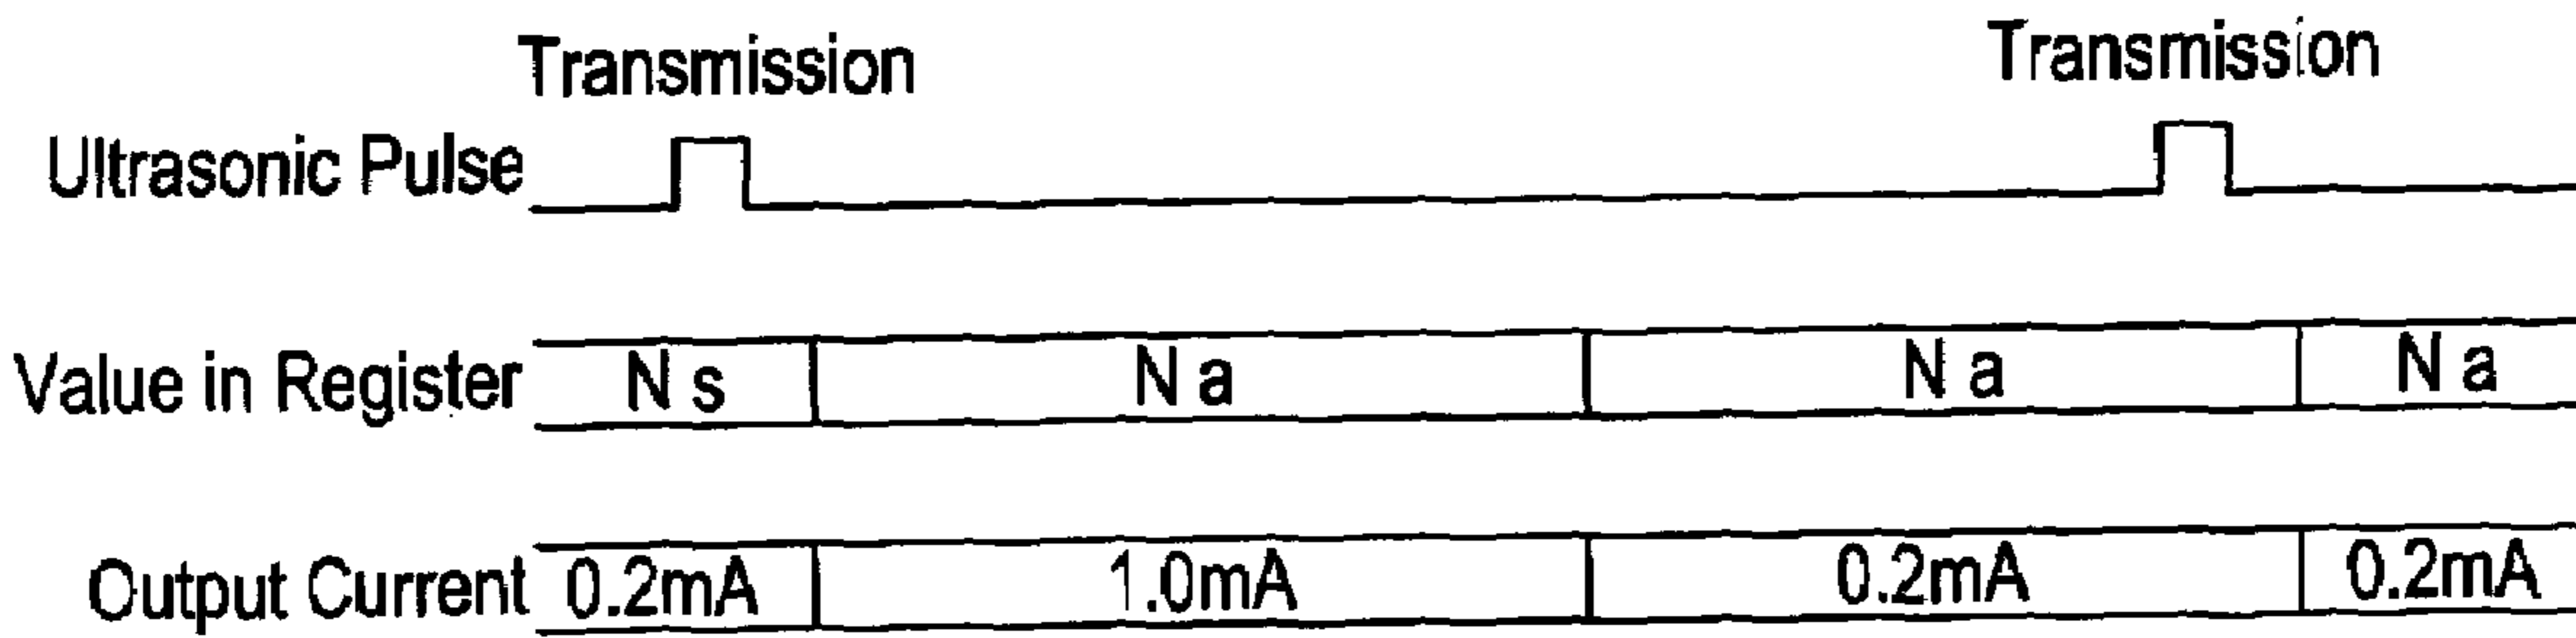 Transmission Transmission
Ultrasonic Pulse
Value in Register N s N a N a N a
Output Current 0.2mA 1.0mA 0.2mA 0.2mA